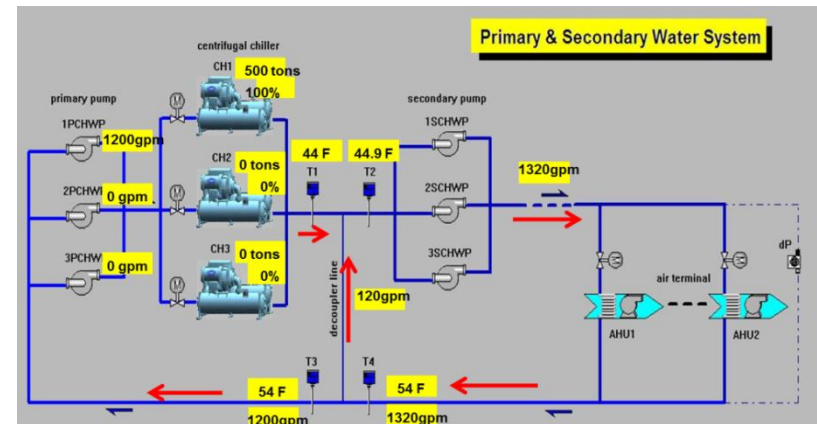 Primary & Secondary Water System
centrifugal chiller
CH1
500 tons
100%
primary pump
1PCHWP
1200gpm
secondary pump
1SCHWP
CH2
0 tons
0%
44 F
T1
44.9 F
T2
1320gpm
2PCHWI
0 gpm
2SCHWP
3PCHW
0 gpm
CH3
0 tons
0%
3SCHWP
dP
decoupler line
120gpm
air terminal
AHU1
AHU2
T3
T4
54 F
54 F
1200gpm
1320gpm